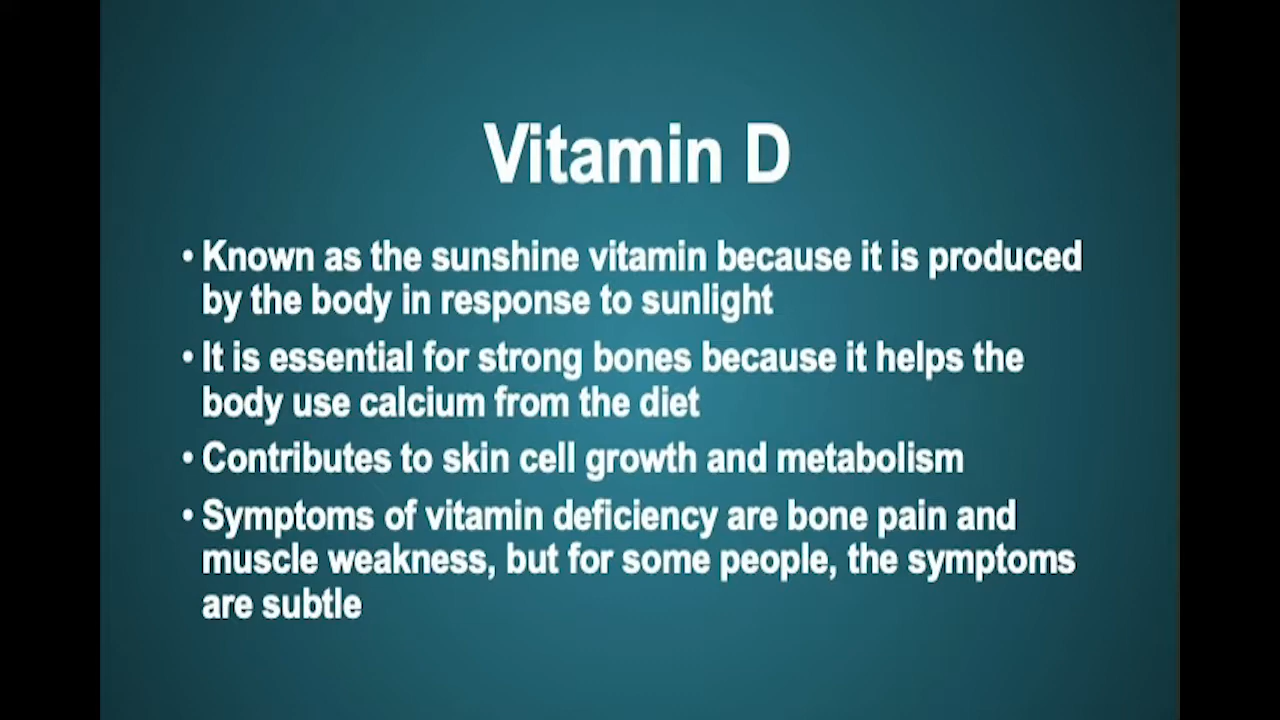 Vitamin D
• Known as the sunshine vitamin because it is produced
by the body in response to sunlight
• It is essential for strong bones because it helps the
body use calcium from the diet
• Contributes to skin cell growth and metabolism
• Symptoms of vitamin deficiency are bone pain and
muscle weakness, but for some people, the symptoms
are subtle